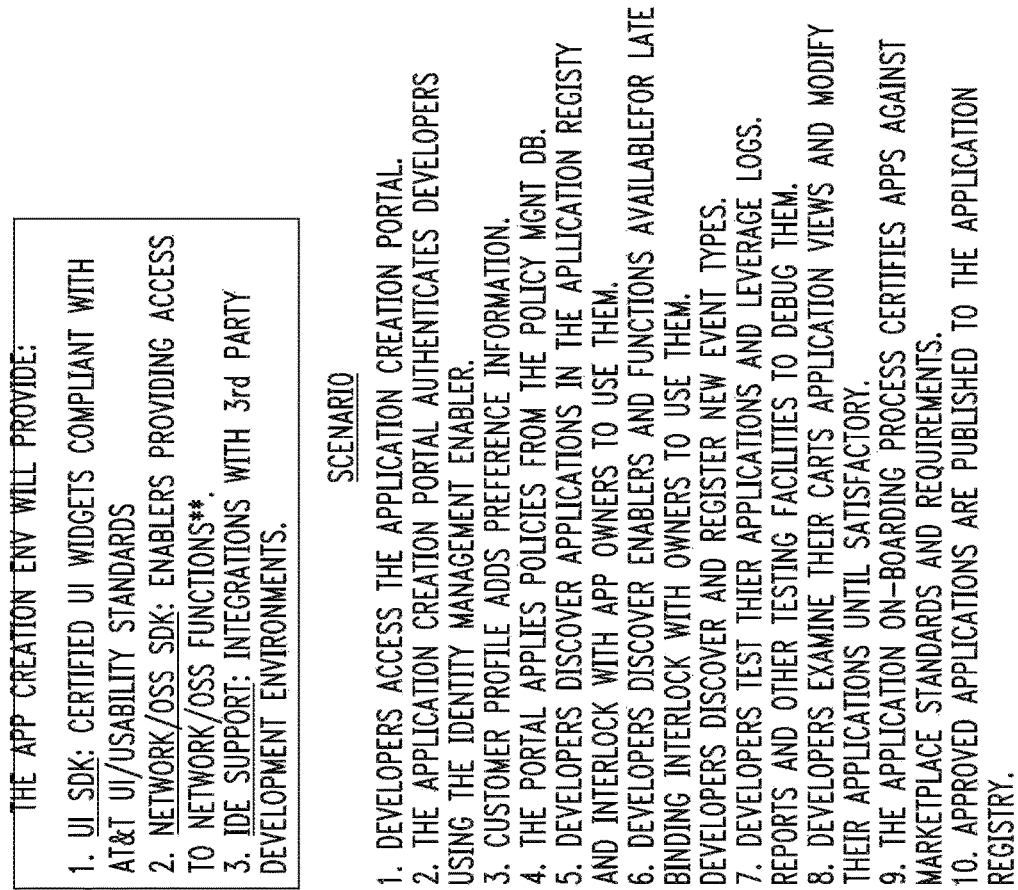 THE APP CREATION ENV WILL PROVIDE:
1. UI SDK: CERTIFIED UI WIDGETS COMPLIANT WITH
AT&T UI/USABILITY STANDARDS
2. NETWORK/OSS SDK: ENABLERS PROVIDING ACCESS
TO NETWORK/OSS FUNCTIONS**.
3. IDE SUPPORT: INTEGRATIONS WITH 3rd PARTY
DEVELOPMENT ENVIRONMENTS.
SCENARIO
1. DEVELOPERS ACCESS THE APPLICATION CREATION PORTAL.
2. THE APPLICATION CREATION PORTAL AUTHENTICATES DEVELOPERS
USING THE IDENTITY MANAGEMENT ENABLER.
3. CUSTOMER PROFILE ADDS PREFERENCE INFORMATION.
4. THE PORTAL APPLIES POLICIES FROM THE POLICY MGNT DB.
5. DEVELOPERS DISCOVER APPLICATIONS IN THE APLLICATION REGISTY
AND INTERLOCK WITH APP OWNERS TO USE THEM.
6. DEVELOPERS DISCOVER ENABLERS AND FUNCTIONS AVAILABLEFOR LATE
BINDING INTERLOCK WITH OWNERS TO USE THEM.
DEVELOPERS DISCOVER AND REGISTER NEW EVENT TYPES.
7. DEVELOPERS TEST THIER APPLICATIONS AND LEVERAGE LOGS.
REPORTS AND OTHER TESTING FACILITIES TO DEBUG THEM.
8. DEVELOPERS EXAMINE THEIR CARTS APPLICATION VIEWS AND MODIFY
THEIR APPLICATIONS UNTIL SATISFACTORY.
9. THE APPLICATION ON-BOARDING PROCESS CERTIFIES APPS AGAINST
MARKETPLACE STANDARDS AND REQUIREMENTS.
10. APPROVED APPLICATIONS ARE PUBLISHED TO THE APPLICATION
REGISTRY.